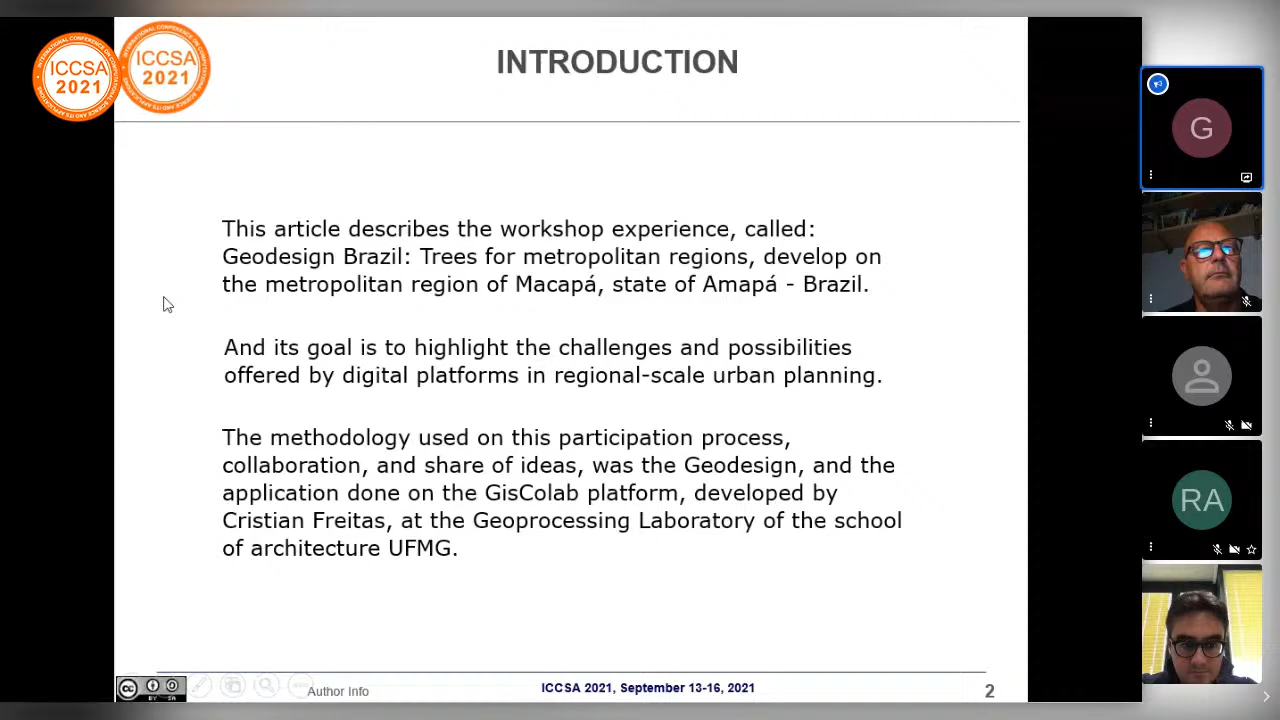 ICCSA
2021
ICCSA
2021
INTRODUCTION
This article describes the workshop experience, called:
Geodesign Brazil: Trees for metropolitan regions, develop on
the metropolitan region of Macapá, state of Amapá - Brazil.
And its goal is to highlight the challenges and possibilities
offered by digital platforms in regional-scale urban planning.
The methodology used on this participation process,
collaboration, and share of ideas, was the Geodesign, and the
application done on the GisColab platform, developed by
Cristian Freitas, at the Geoprocessing Laboratory of the school
of architecture UFMG.
cc
BY SA
Author info
ICCSA 2021, September 13-16, 2021
2
G
RA